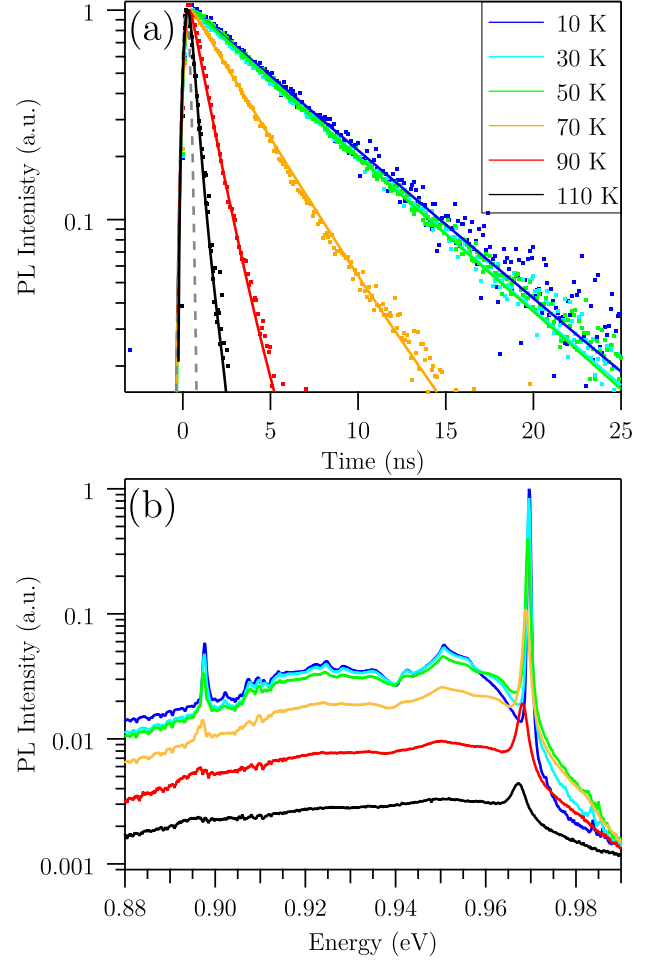 (a)
1
0.1
PL Intenisty (a.u.)
10 K
30 K
50 K
70 K
90 K
110 K
0 5 10 15 20 25
Time (ns)
(b)
1
0.1
0.01
0.001
PL Intensity (a.u.)
0.88 0.90 0.92 0.94 0.96 0.98
Energy (eV)